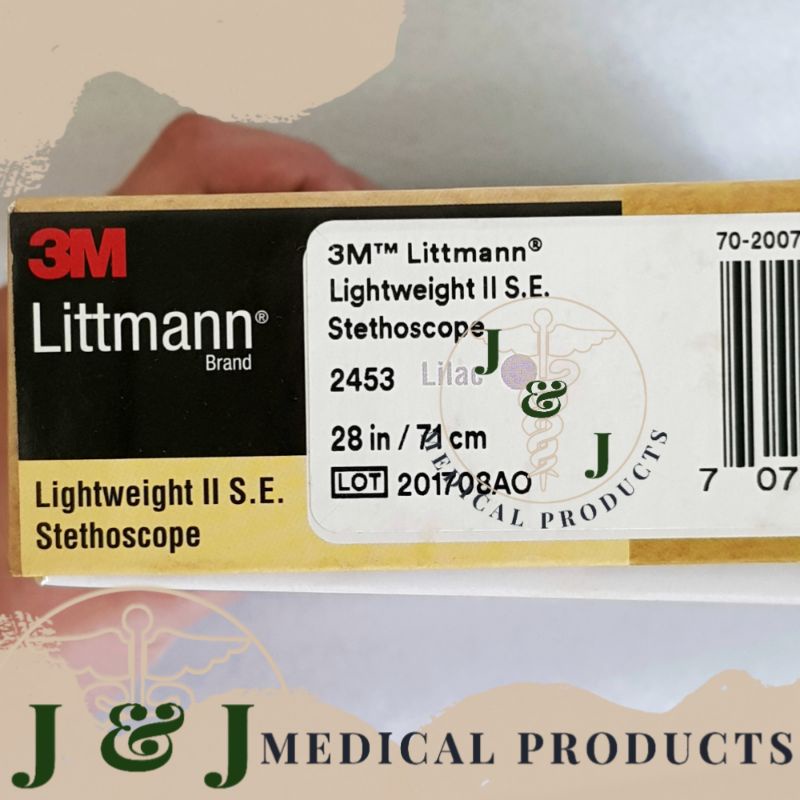 3M
Littmann®
Brand
Lightweight II S.E.
Stethoscope
3M™ Littmann®
Lightweight II S.E.
Stethoscope
2453 Lilac
28 in / 71 cm
LOT 201708AO
70-2007
7 07
J & J
MEDICAL PRODUCTS
J & J MEDICAL PRODUCTS